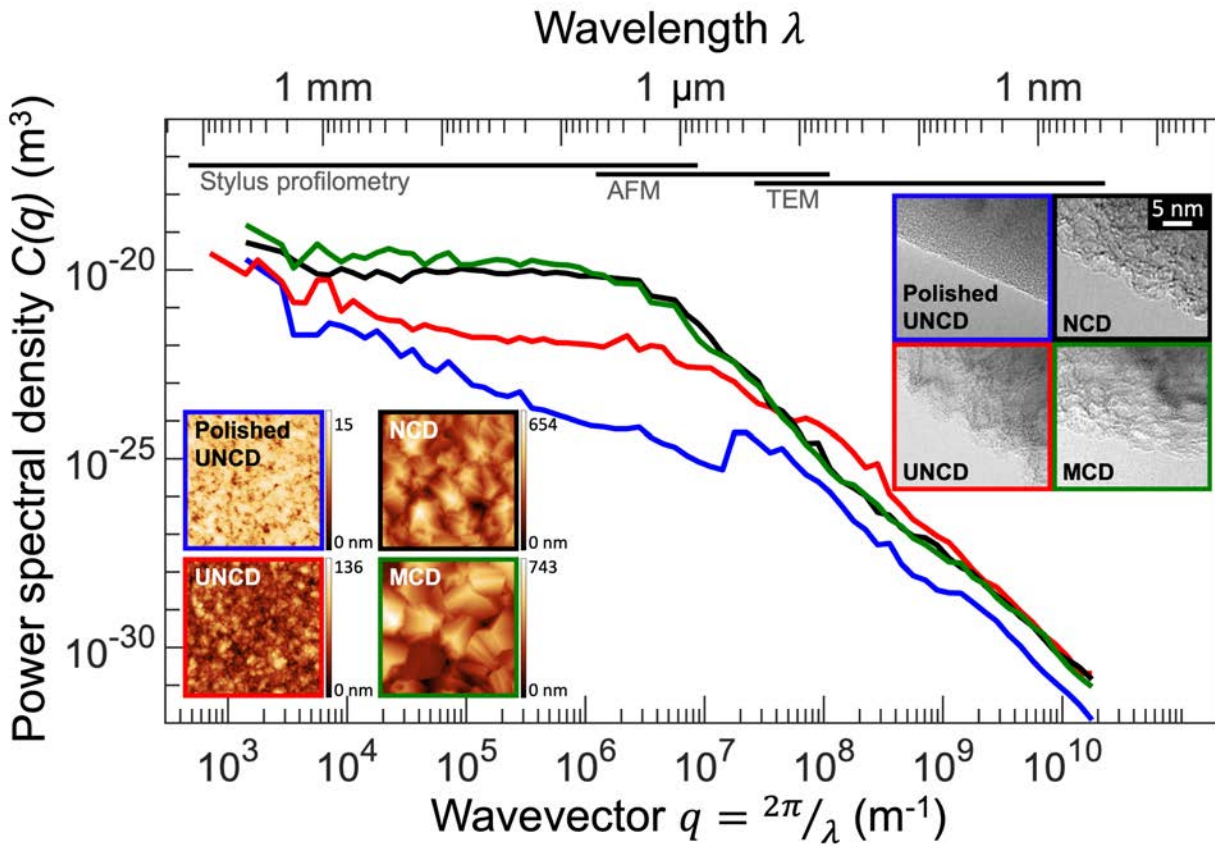 Wavelength λ
1 mm
1 μm
1 nm
Stylus profilometry
AFM
TEM
Power spectral density C(q) (m³)
10⁻²⁰
10⁻²⁵
10⁻³⁰
Polished
UNCD
NCD
5 nm
UNCD
MCD
Polished
UNCD
15
0 nm
NCD
654
0 nm
UNCD
136
0 nm
MCD
743
0 nm
10³
10⁴
10⁵
10⁶
10⁷
10⁸
10⁹
10¹⁰
Wavevector q = 2π/λ (m⁻¹)